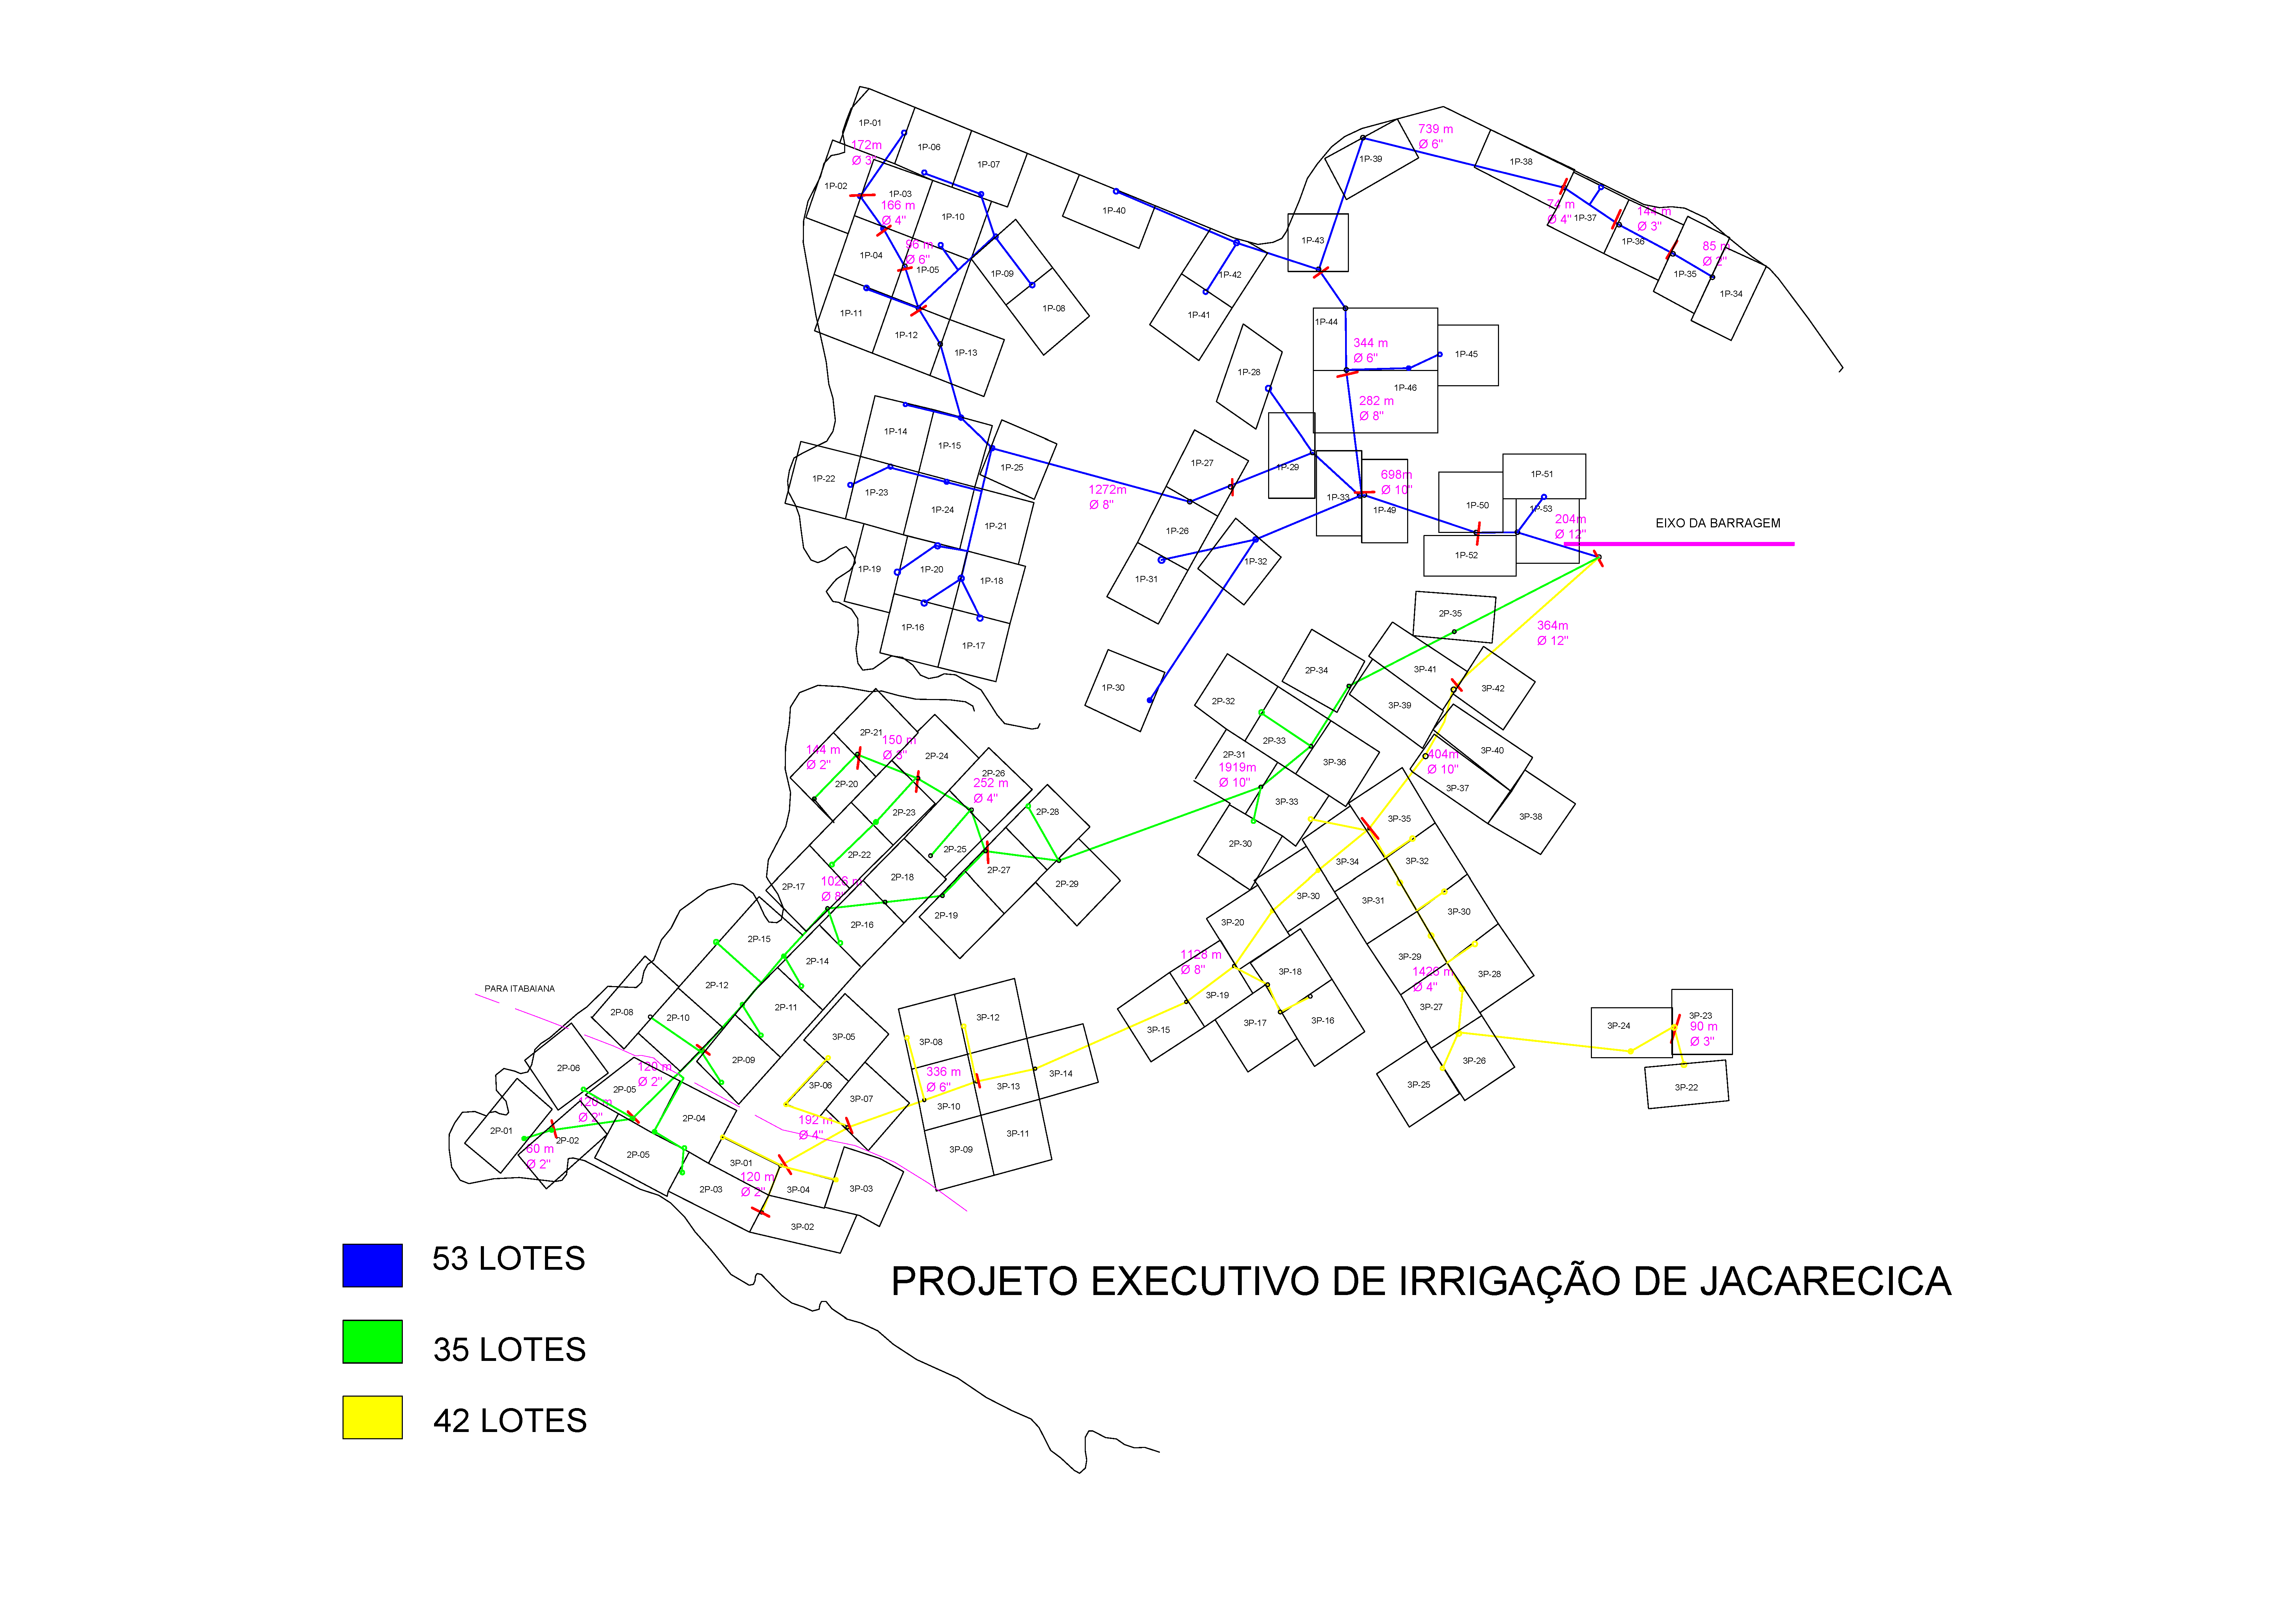 1P-01
1P-06
1P-07
172m
Ø 3"
1P-02
1P-03
166 m
Ø 4"
1P-10
96 m
Ø 6"
1P-04
1P-05
1P-09
1P-08
1P-11
1P-12
1P-13
1P-40
1P-42
1P-41
1P-43
1P-39
739 m
Ø 6"
1P-38
74 m
Ø 4"
1P-37
144 m
Ø 3"
1P-36
85 m
Ø 2"
1P-35
1P-34
1P-44
344 m
Ø 6"
1P-45
1P-46
282 m
Ø 8"
1P-28
1P-14
1P-15
1P-25
1P-22
1P-23
1P-24
1P-21
1272m
Ø 8"
1P-27
1P-29
1P-26
1P-33
698m
Ø 10"
1P-49
1P-50
1P-51
1P-53
204m
Ø 12"
EIXO DA BARRAGEM
1P-52
1P-19
1P-20
1P-18
1P-16
1P-17
1P-31
1P-32
1P-30
2P-35
364m
Ø 12"
2P-34
3P-41
3P-42
2P-32
3P-39
2P-33
2P-31
3P-40
404m
Ø 10"
1919m
Ø 10"
3P-36
3P-37
3P-33
3P-38
3P-35
2P-30
3P-34
3P-32
2P-21
144 m
Ø 2"
150 m
Ø 3"
2P-24
2P-20
2P-26
252 m
Ø 4"
2P-23
2P-28
2P-22
2P-25
2P-27
2P-29
2P-17
1026 m
Ø 8"
2P-18
2P-19
2P-16
2P-15
2P-14
3P-30
3P-31
3P-30
3P-20
1128 m
Ø 8"
3P-18
3P-29
1426 m
Ø 4"
3P-28
3P-19
3P-27
3P-15
3P-17
3P-16
3P-24
3P-23
90 m
Ø 3"
3P-26
3P-25
3P-22
PARA ITABAIANA
2P-12
2P-08
2P-10
2P-11
2P-09
3P-05
3P-08
3P-12
2P-06
120 m
Ø 2"
2P-05
3P-06
3P-07
336 m
Ø 6"
3P-13
3P-14
3P-10
120 m
Ø 2"
2P-04
192 m
Ø 4"
2P-01
2P-02
60 m
Ø 2"
2P-05
3P-01
3P-09
3P-11
120 m
Ø 2"
2P-03
3P-04
3P-03
3P-02
53 LOTES
35 LOTES
42 LOTES
PROJETO EXECUTIVO DE IRRIGAÇÃO DE JACARECICA